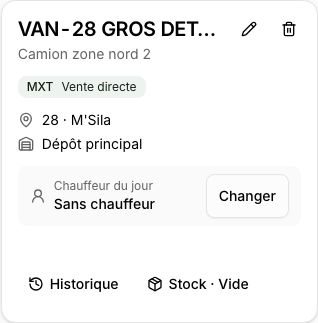 VAN-28 GROS DET...
Camion zone nord 2
MXT Vente directe
28 · M'Sila
Dépôt principal
Chauffeur du jour
Sans chauffeur
Changer
Historique
Stock · Vide